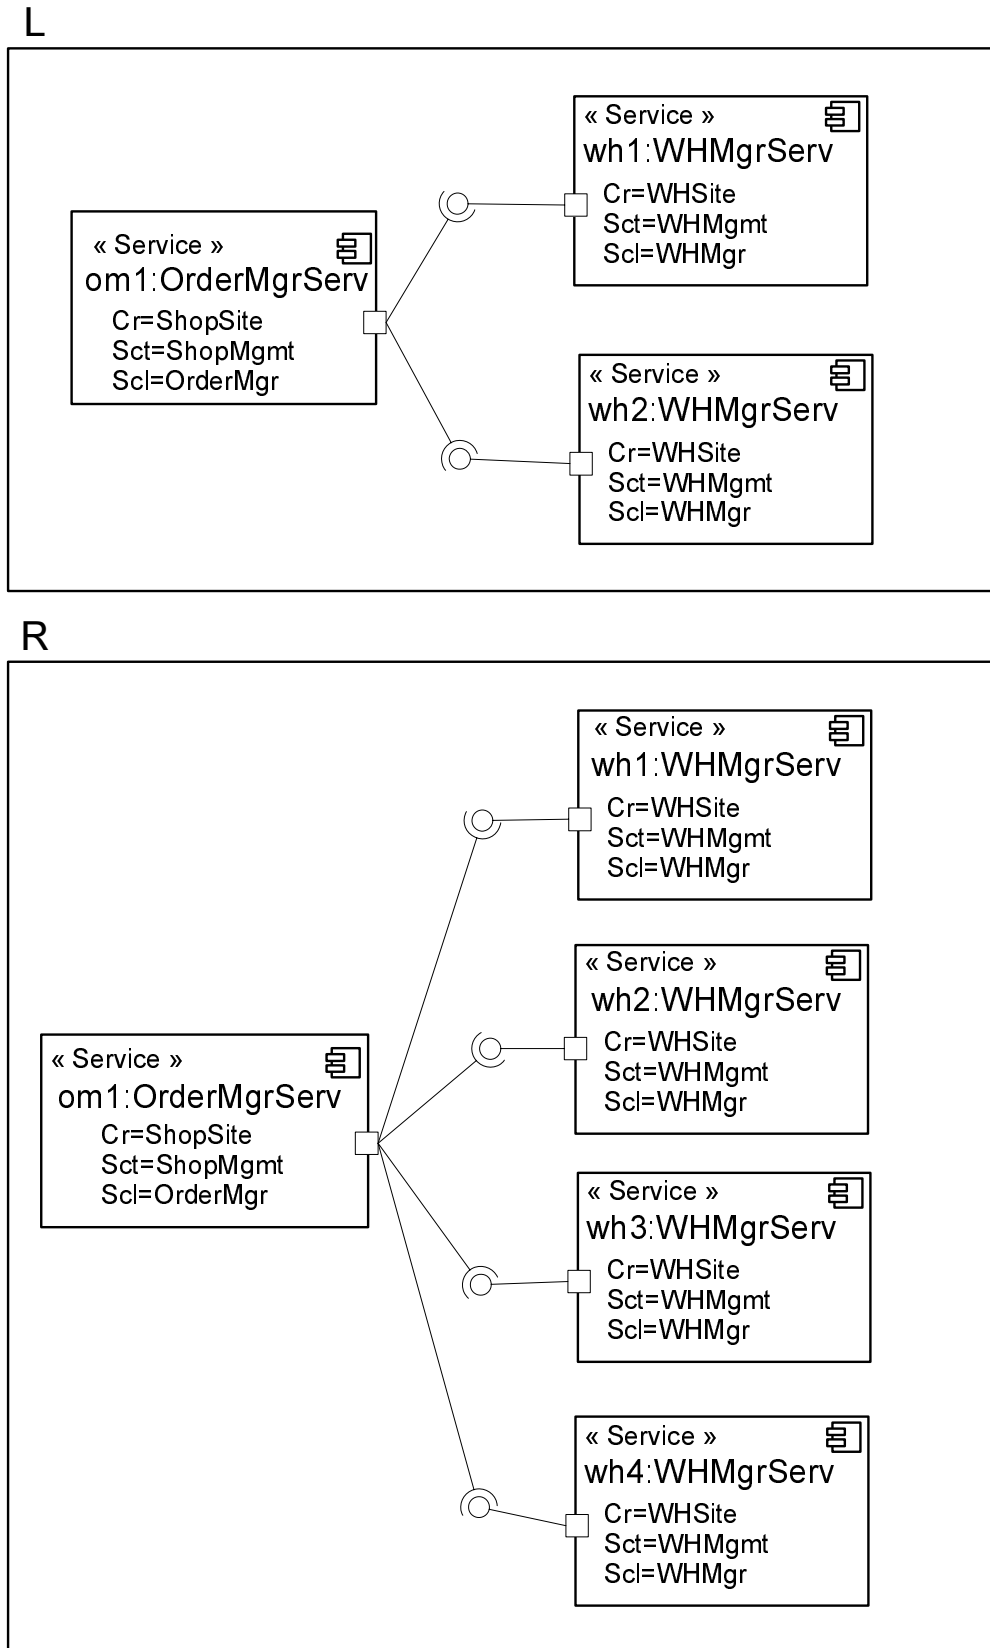 L
« Service »
om1:OrderMgrServ
Cr=ShopSite
Sct=ShopMgmt
Scl=OrderMgr
« Service »
wh1:WHMgrServ
Cr=WHSite
Sct=WHMgmt
Scl=WHMgr
« Service »
wh2:WHMgrServ
Cr=WHSite
Sct=WHMgmt
Scl=WHMgr
R
« Service »
om1:OrderMgrServ
Cr=ShopSite
Sct=ShopMgmt
Scl=OrderMgr
« Service »
wh1:WHMgrServ
Cr=WHSite
Sct=WHMgmt
Scl=WHMgr
« Service »
wh2:WHMgrServ
Cr=WHSite
Sct=WHMgmt
Scl=WHMgr
« Service »
wh3:WHMgrServ
Cr=WHSite
Sct=WHMgmt
Scl=WHMgr
« Service »
wh4:WHMgrServ
Cr=WHSite
Sct=WHMgmt
Scl=WHMgr